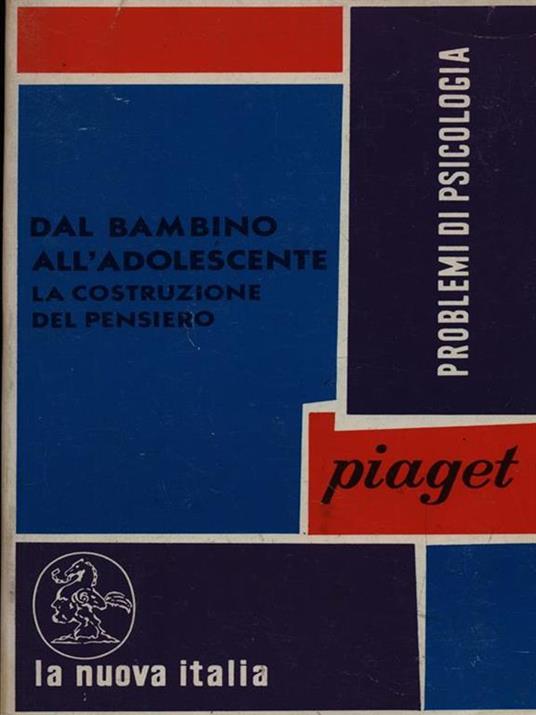 PROBLEMI DI PSICOLOGIA
DAL BAMBINO
ALL'ADOLESCENTE
LA COSTRUZIONE
DEL PENSIERO
piaget
la nuova italia